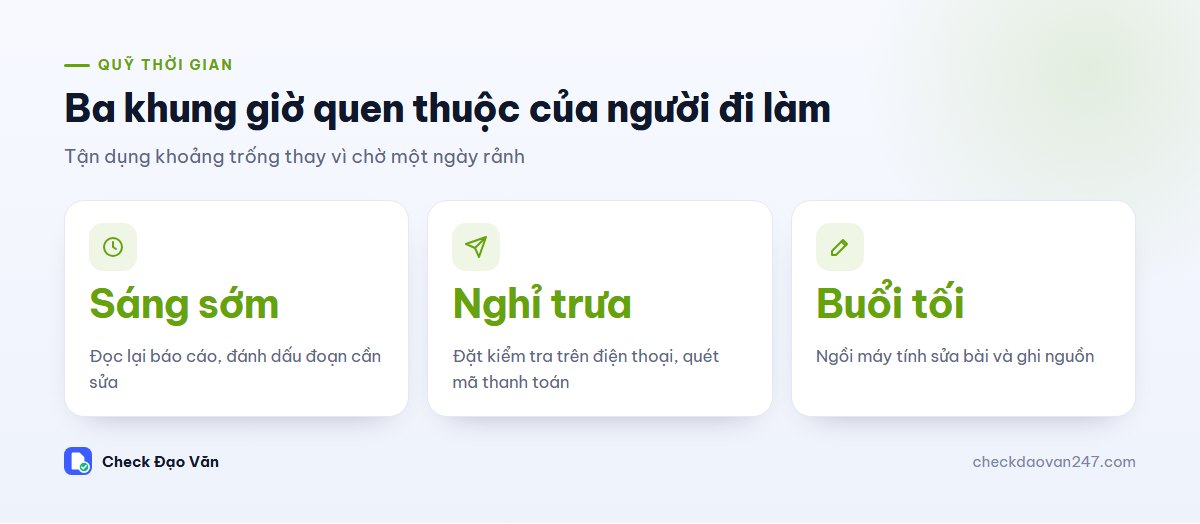 QUỸ THỜI GIAN
Ba khung giờ quen thuộc của người đi làm
Tận dụng khoảng trống thay vì chờ một ngày rảnh
Sáng sớm
Đọc lại báo cáo, đánh dấu đoạn cần
sửa
Nghỉ trưa
Đặt kiểm tra trên điện thoại, quét
mã thanh toán
Buổi tối
Ngồi máy tính sửa bài và ghi nguồn
Check Đạo Văn
checkdaovan247.com